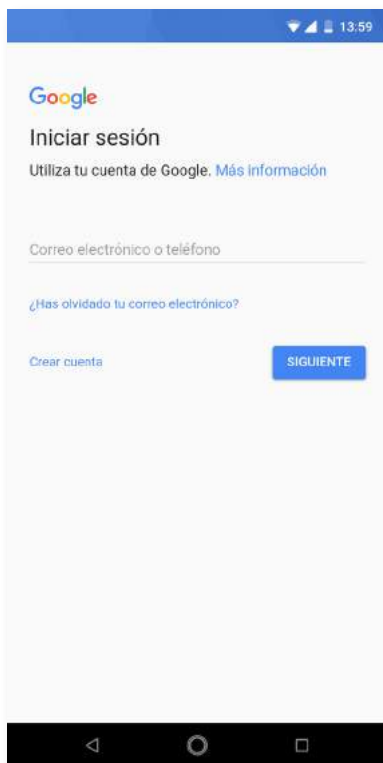 13:59
Google
Iniciar sesión
Utiliza tu cuenta de Google. Más información
Correo electrónico o teléfono
¿Has olvidado tu correo electrónico?
Crear cuenta
SIGUIENTE